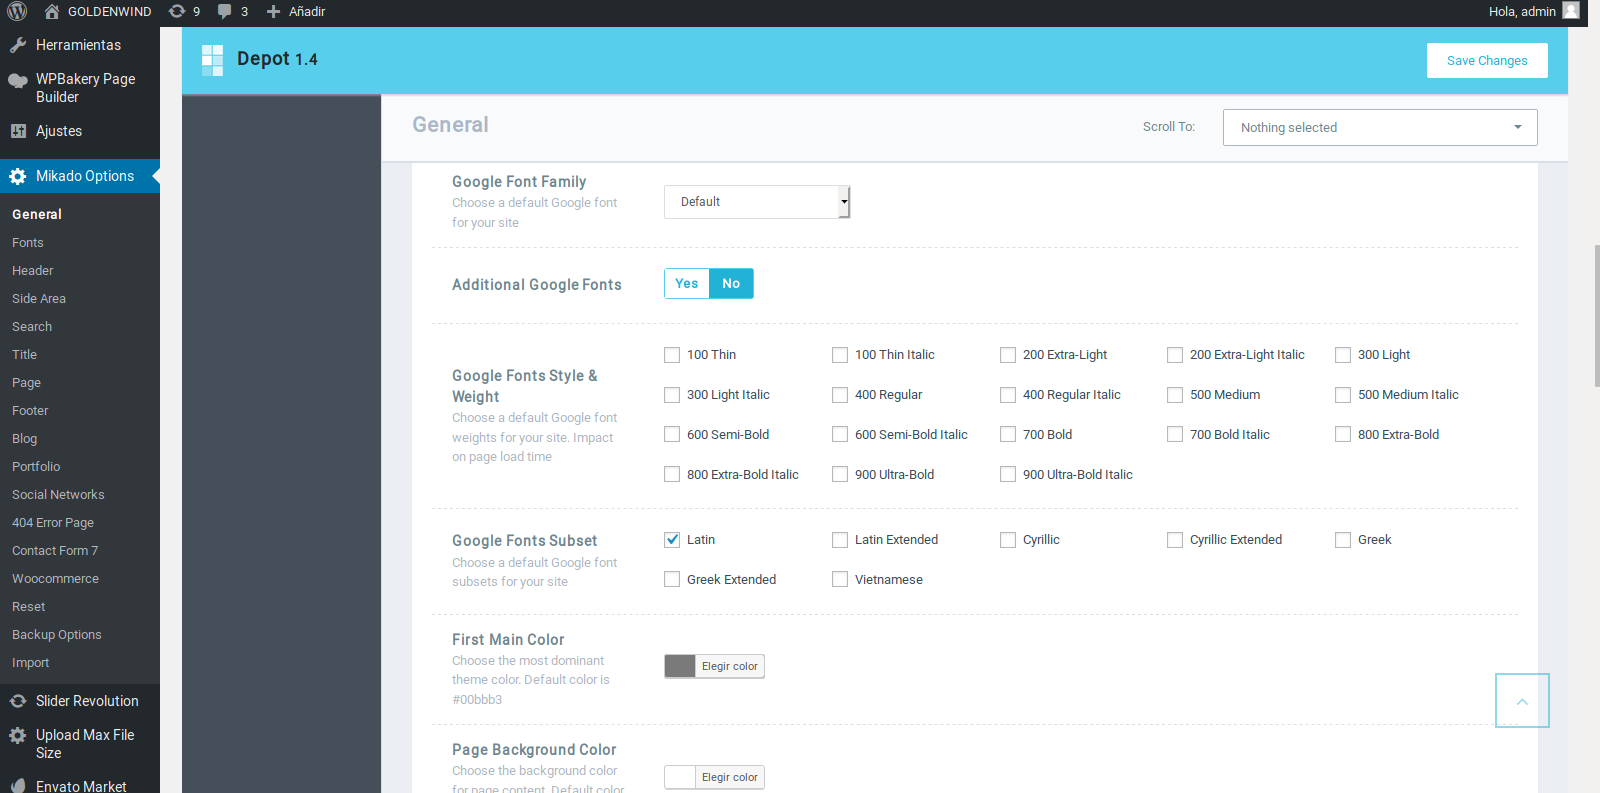 GOLDENWIND 9 3 Añadir Hola, admin
Herramientas
WPBakery Page
Builder
Ajustes
Mikado Options
General
Fonts
Header
Side Area
Search
Title
Page
Footer
Blog
Portfolio
Social Networks
404 Error Page
Contact Form 7
Woocommerce
Reset
Backup Options
Import
Slider Revolution
Upload Max File
Size
Envato Market
Depot 1.4
Save Changes
General
Scroll To: Nothing selected
Google Font Family
Choose a default Google font
for your site
Default
Additional Google Fonts
Yes No
Google Fonts Style &
Weight
Choose a default Google font
weights for your site. Impact
on page load time
100 Thin 100 Thin Italic 200 Extra-Light 200 Extra-Light Italic 300 Light
300 Light Italic 400 Regular 400 Regular Italic 500 Medium 500 Medium Italic
600 Semi-Bold 600 Semi-Bold Italic 700 Bold 700 Bold Italic 800 Extra-Bold
800 Extra-Bold Italic 900 Ultra-Bold 900 Ultra-Bold Italic
Google Fonts Subset
Choose a default Google font
subsets for your site
Latin Latin Extended Cyrillic Cyrillic Extended Greek
Greek Extended Vietnamese
First Main Color
Choose the most dominant
theme color. Default color is
#00bbb3
Elegir color
Page Background Color
Choose the background color
for page content. Default color
Elegir color